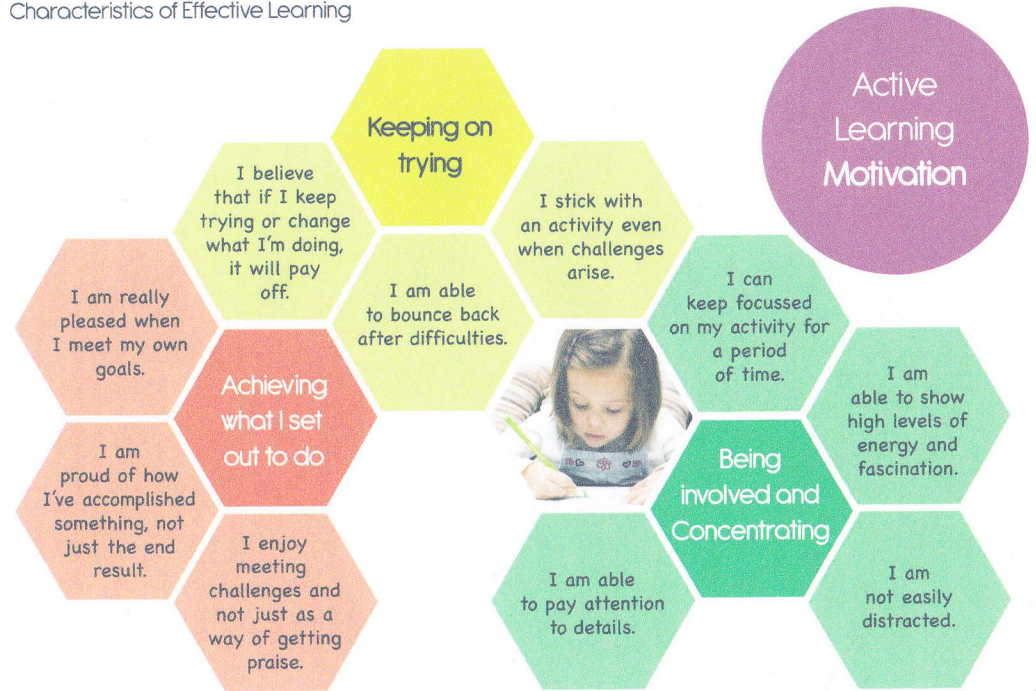 Characteristics of Effective Learning
Active
Learning
Motivation
Keeping on
trying
I believe
that if I keep
trying or change
what I'm doing,
it will pay
off.
I am able
to bounce back
after difficulties.
I stick with
an activity even
when challenges
arise.
Achieving
what I set
out to do
I am really
pleased when
I meet my own
goals.
I am
proud of how
I've accomplished
something, not
just the end
result.
I enjoy
meeting
challenges and
not just as a
way of getting
praise.
Being
involved and
Concentrating
I can
keep focussed
on my activity for
a period
of time.
I am
able to show
high levels of
energy and
fascination.
I am able
to pay attention
to details.
I am
not easily
distracted.